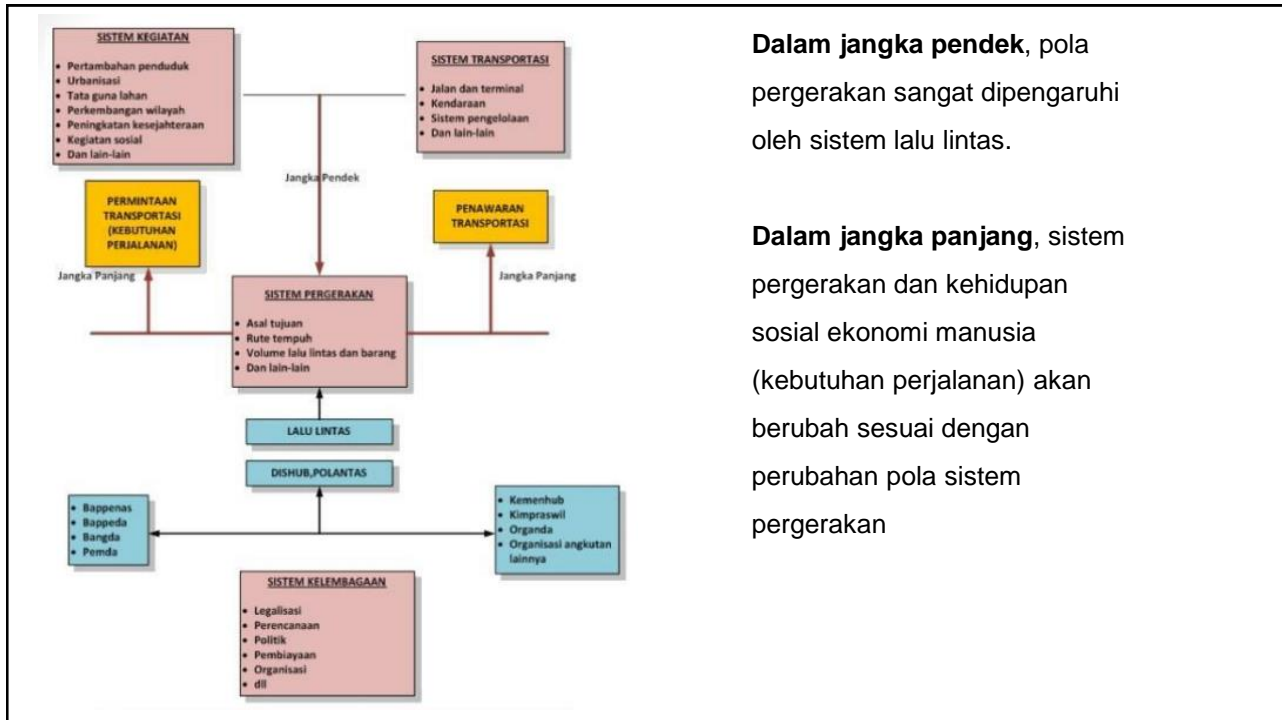 SISTEM KEGIATAN
• Pertambahan penduduk
• Urbanisasi
• Tata guna lahan
• Perkembangan wilayah
• Peningkatan kesejahteraan
• Kegiatan sosial
• Dan lain-lain
SISTEM TRANSPORTASI
• Jalan dan terminal
• Kendaraan
• Sistem pengelolaan
• Dan lain-lain
Jangka Pendek
PERMINTAAN
TRANSPORTASI
(KEBUTUHAN
PERJALANAN)
PENAWARAN
TRANSPORTASI
Jangka Panjang
Jangka Panjang
SISTEM PERGERAKAN
• Asal tujuan
• Rute tempuh
• Volume lalu lintas dan barang
• Dan lain-lain
LALU LINTAS
DISHUB,POLANTAS
• Bappenas
• Bappeda
• Bangda
• Pemda
• Kemenhub
• Kimpraswil
• Organda
• Organisasi angkutan
lainnya
SISTEM KELEMBAGAAN
• Legalisasi
• Perencanaan
• Politik
• Pembiayaan
• Organisasi
• dll
Dalam jangka pendek, pola
pergerakan sangat dipengaruhi
oleh sistem lalu lintas.
Dalam jangka panjang, sistem
pergerakan dan kehidupan
sosial ekonomi manusia
(kebutuhan perjalanan) akan
berubah sesuai dengan
perubahan pola sistem
pergerakan